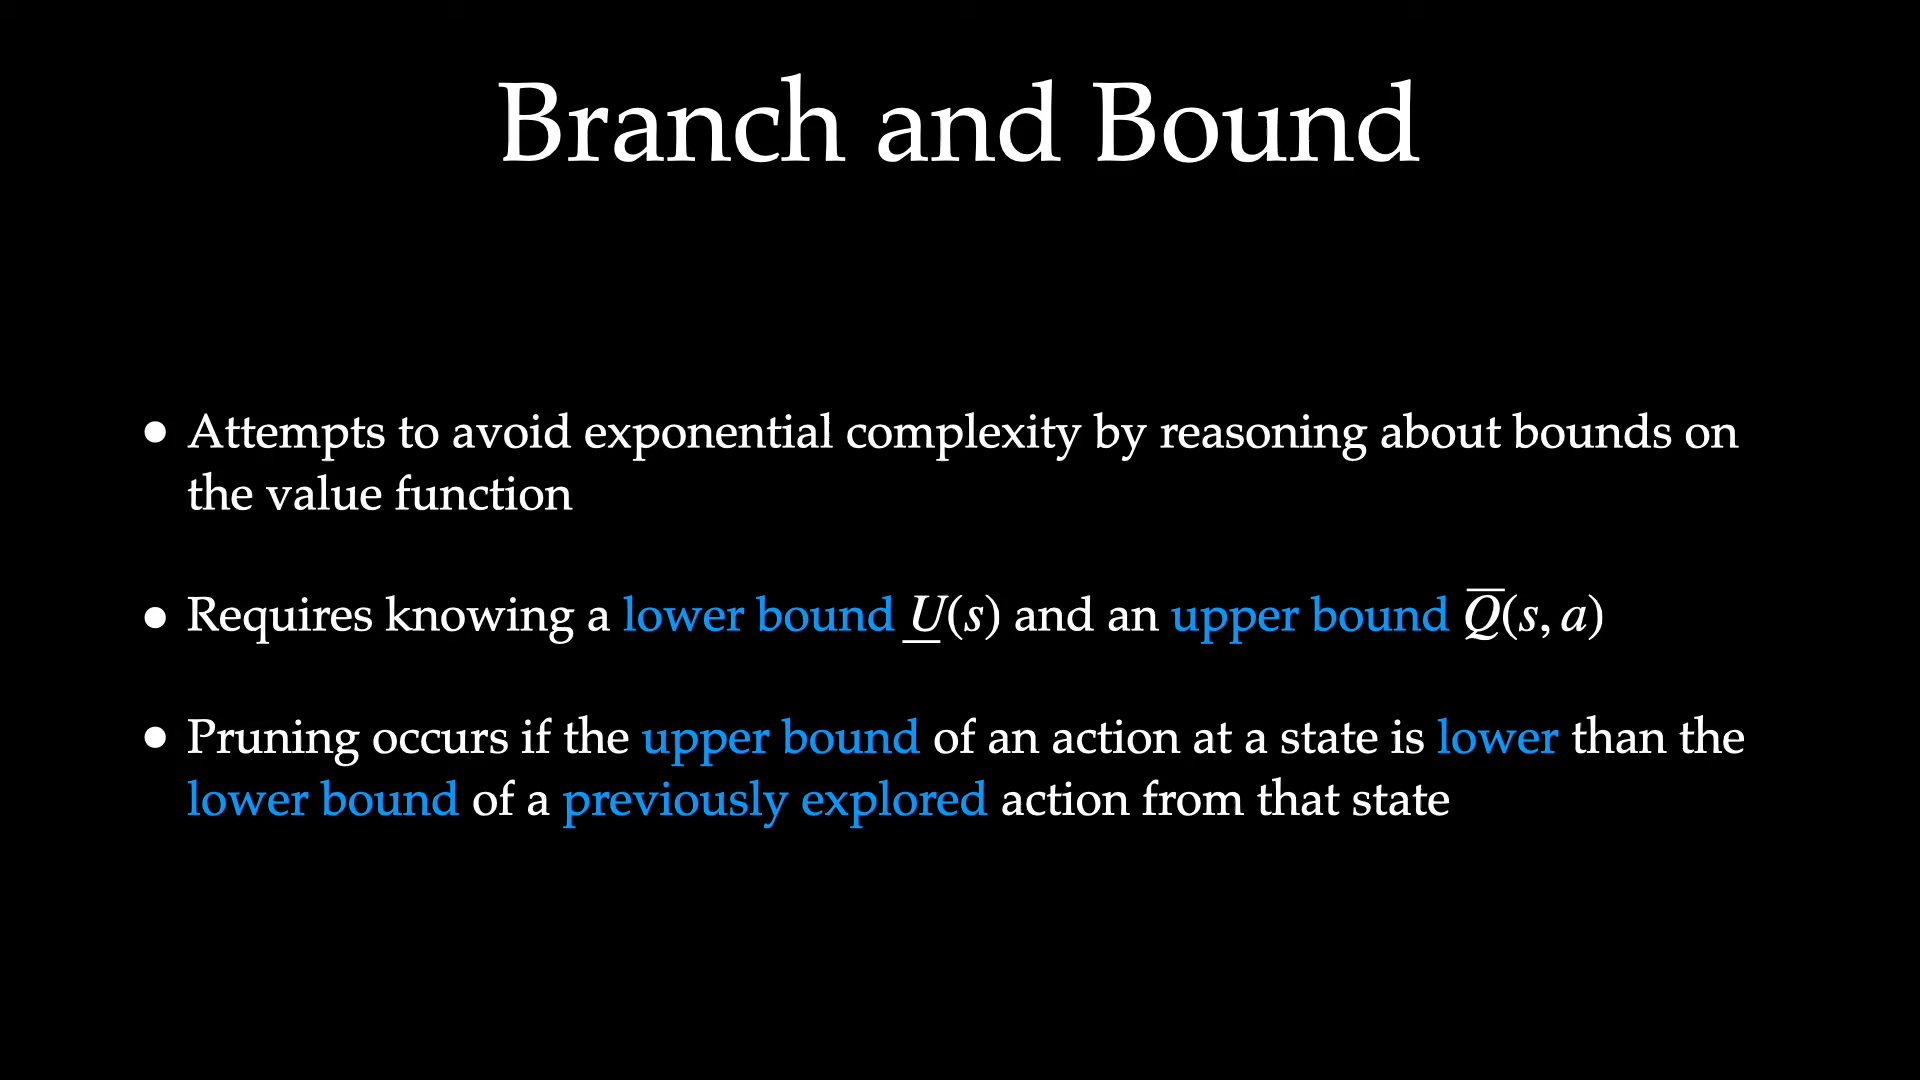 Branch and Bound
• Attempts to avoid exponential complexity by reasoning about bounds on
the value function
• Requires knowing a lower bound U̲(s) and an upper bound Q̅(s, a)
• Pruning occurs if the upper bound of an action at a state is lower than the
lower bound of a previously explored action from that state